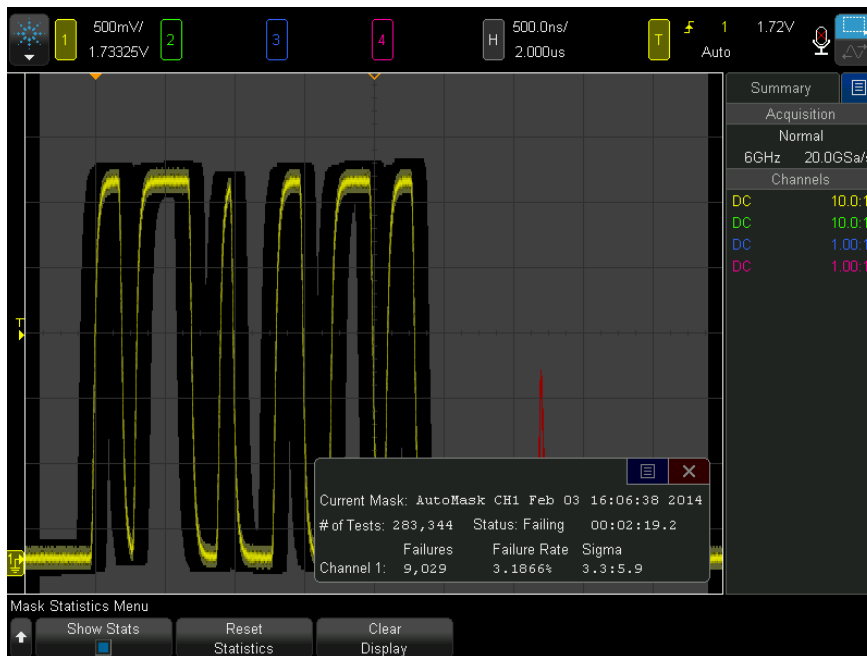 1 500mV/ 1.73325V 2 3 4 H 500.0ns/ 2.000us T 1 1.72V Auto
Summary
Acquisition
Normal
6GHz 20.0GSa/s
Channels
DC 10.0:1
DC 10.0:1
DC 1.00:1
DC 1.00:1
T
Current Mask: AutoMask CH1 Feb 03 16:06:38 2014
# of Tests: 283,344 Status: Failing 00:02:19.2
Failures Failure Rate Sigma
Channel 1: 9,029 3.1866% 3.3:5.9
1
Mask Statistics Menu
Show Stats
Reset Statistics
Clear Display